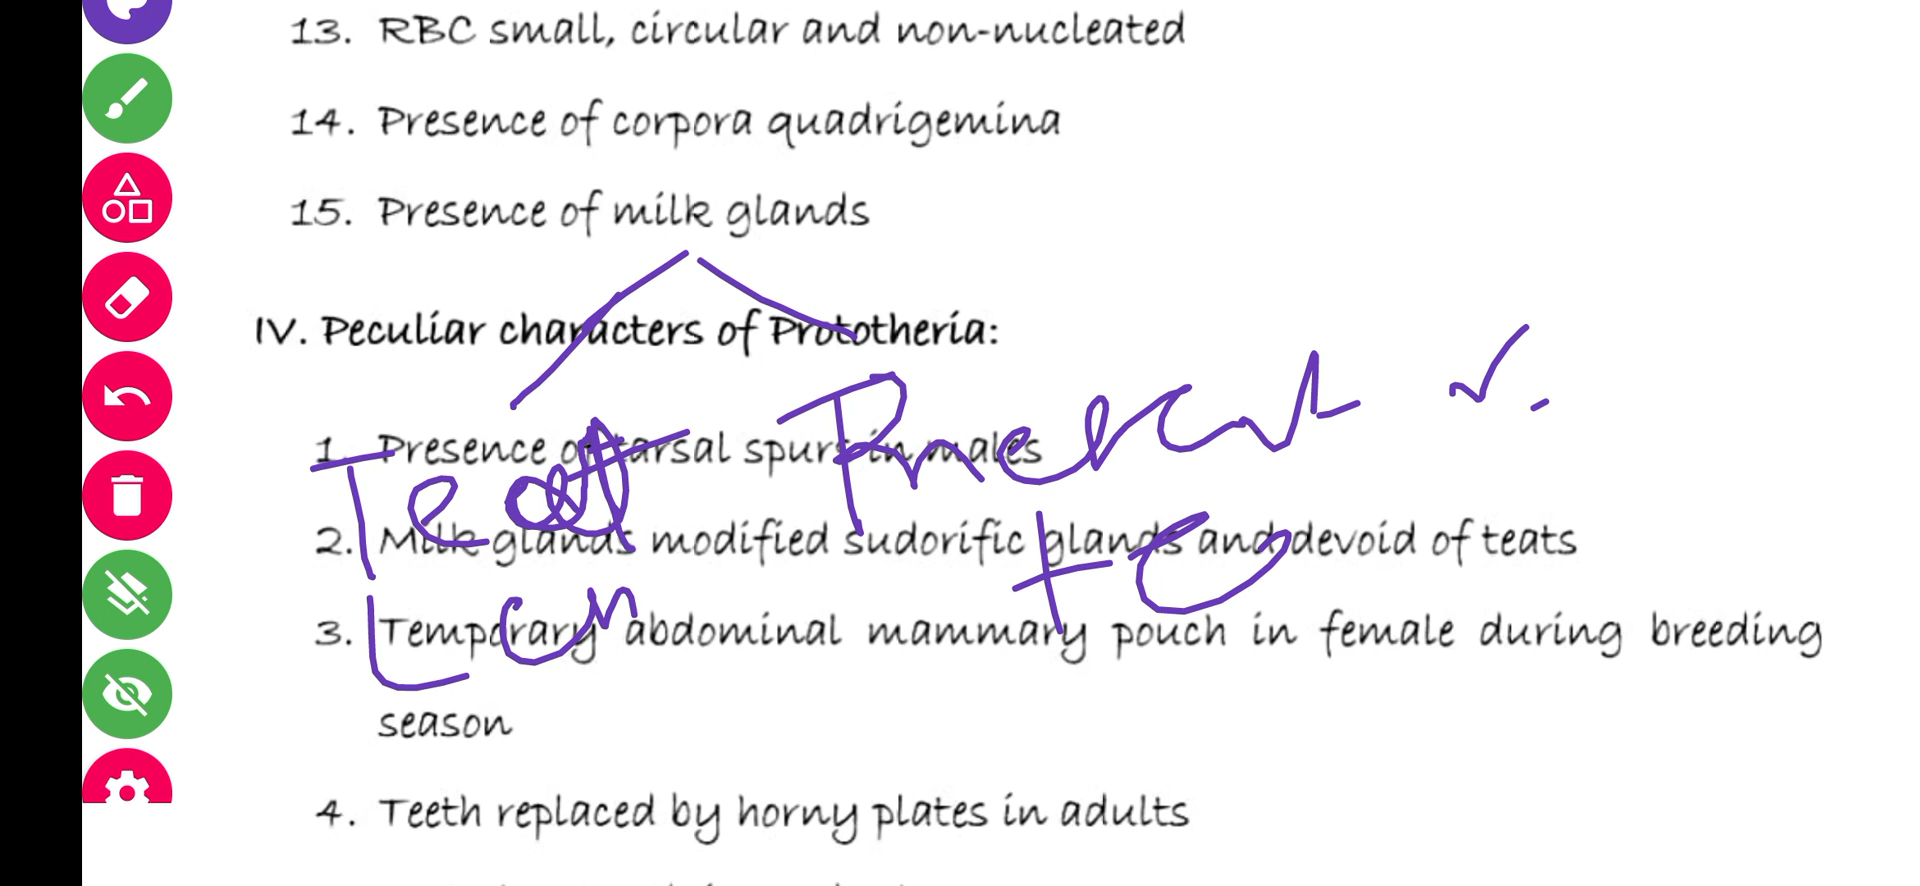 13. RBC small, circular and non-nucleated
14. Presence of corpora quadrigemina
15. Presence of milk glands
IV. Peculiar characters of Prototheria:
1. Presence of tarsal spurs in males
2. Milk glands modified sudorific glands and devoid of teats
3. Temporary abdominal mammary pouch in female during breeding
season
4. Teeth replaced by horny plates in adults
Teat